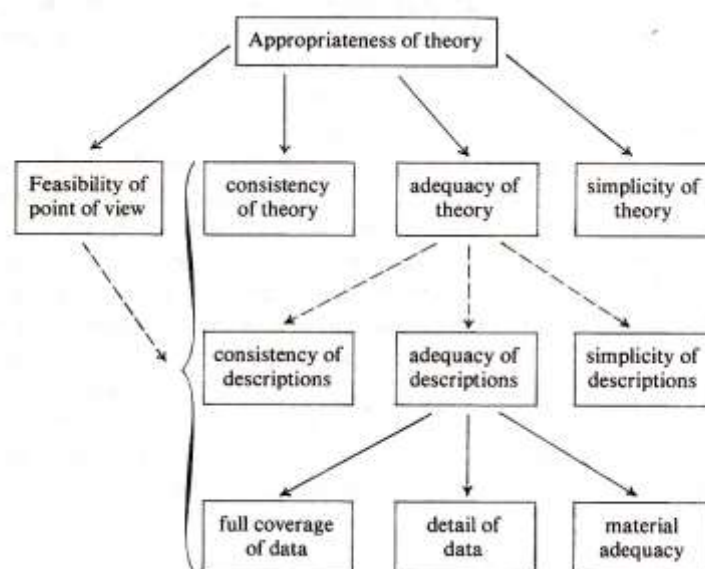 Appropriateness of theory
Feasibility of
point of view
consistency
of theory
adequacy of
theory
simplicity of
theory
consistency of
descriptions
adequacy of
descriptions
simplicity of
descriptions
full coverage
of data
detail of
data
material
adequacy